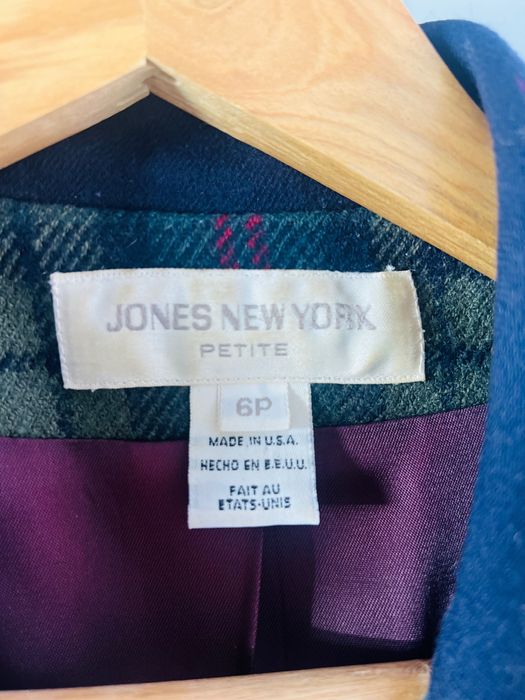 JONES NEW YORK
PETITE
6P
MADE IN U.S.A.
HECHO EN E.E.U.U.
FAIT AU
ETATS-UNIS